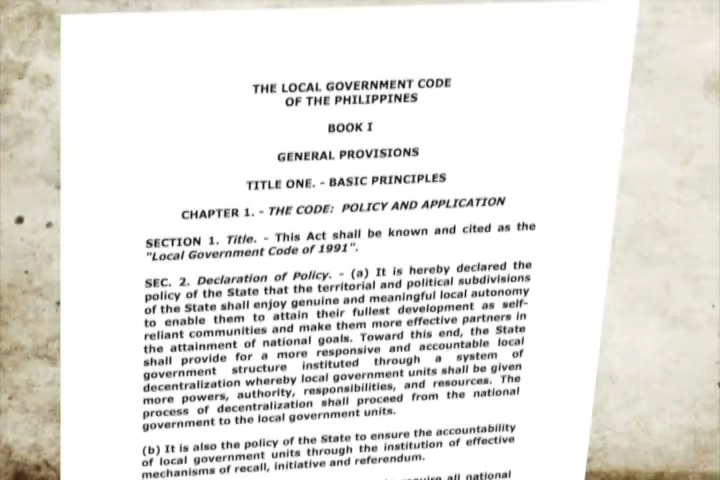 THE LOCAL GOVERNMENT CODE
OF THE PHILIPPINES
BOOK I
GENERAL PROVISIONS
TITLE ONE. - BASIC PRINCIPLES
CHAPTER 1. - THE CODE: POLICY AND APPLICATION
SECTION 1. Title. - This Act shall be known and cited as the
"Local Government Code of 1991".
SEC. 2. Declaration of Policy. - (a) It is hereby declared the
policy of the State that the territorial and political subdivisions
of the State shall enjoy genuine and meaningful local autonomy
to enable them to attain their fullest development as self-
reliant communities and make them more effective partners in
the attainment of national goals. Toward this end, the State
shall provide for a more responsive and accountable local
government structure instituted through a system of
decentralization whereby local government units shall be given
more powers, authority, responsibilities, and resources. The
process of decentralization shall proceed from the national
government to the local government units.
(b) It is also the policy of the State to ensure the accountability
of local government units through the institution of effective
mechanisms of recall, initiative and referendum.
require all national